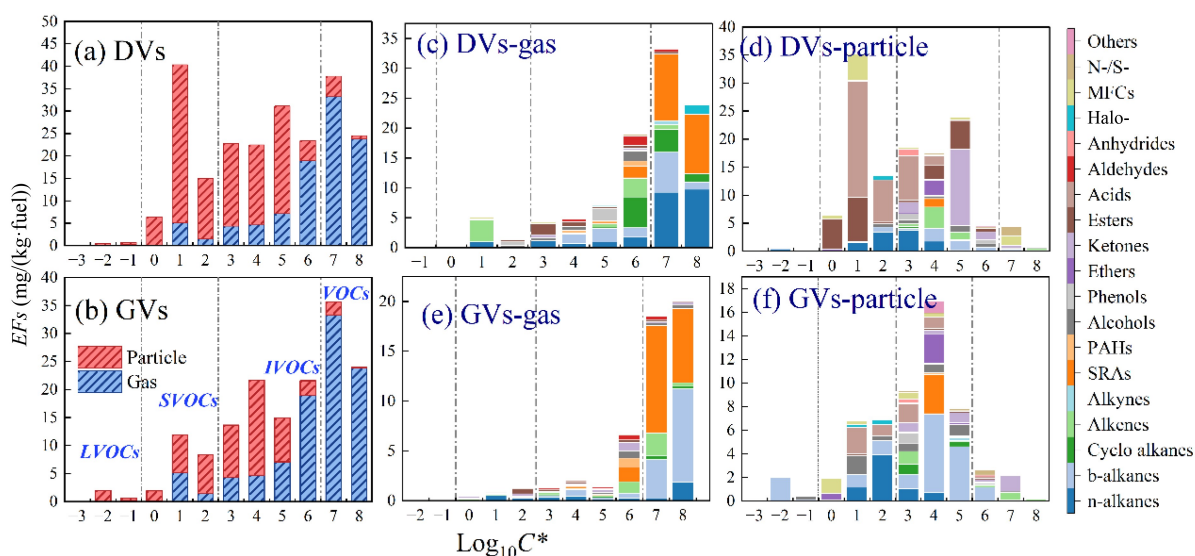 (a) DVs
50
45
40
35
30
25
20
15
10
5
0
−3 −2 −1 0 1 2 3 4 5 6 7 8
(c) DVs-gas
35
30
25
20
15
10
5
0
−3 −2 −1 0 1 2 3 4 5 6 7 8
(d) DVs-particle
40
35
30
25
20
15
10
5
0
−3 −2 −1 0 1 2 3 4 5 6 7 8
EFs (mg/(kg·fuel))
(b) GVs
40
35
30
25
20
15
10
5
0
VOCs
IVOCs
SVOCs
LVOCs
Particle
Gas
−3 −2 −1 0 1 2 3 4 5 6 7 8
(e) GVs-gas
20
15
10
5
0
−3 −2 −1 0 1 2 3 4 5 6 7 8
(f) GVs-particle
18
16
14
12
10
8
6
4
2
0
−3 −2 −1 0 1 2 3 4 5 6 7 8
Log10C*
Others
N-/S-
MFCs
Halo-
Anhydrides
Aldehydes
Acids
Esters
Ketones
Ethers
Phenols
Alcohols
PAHs
SRAs
Alkynes
Alkenes
Cyclo alkanes
b-alkanes
n-alkanes